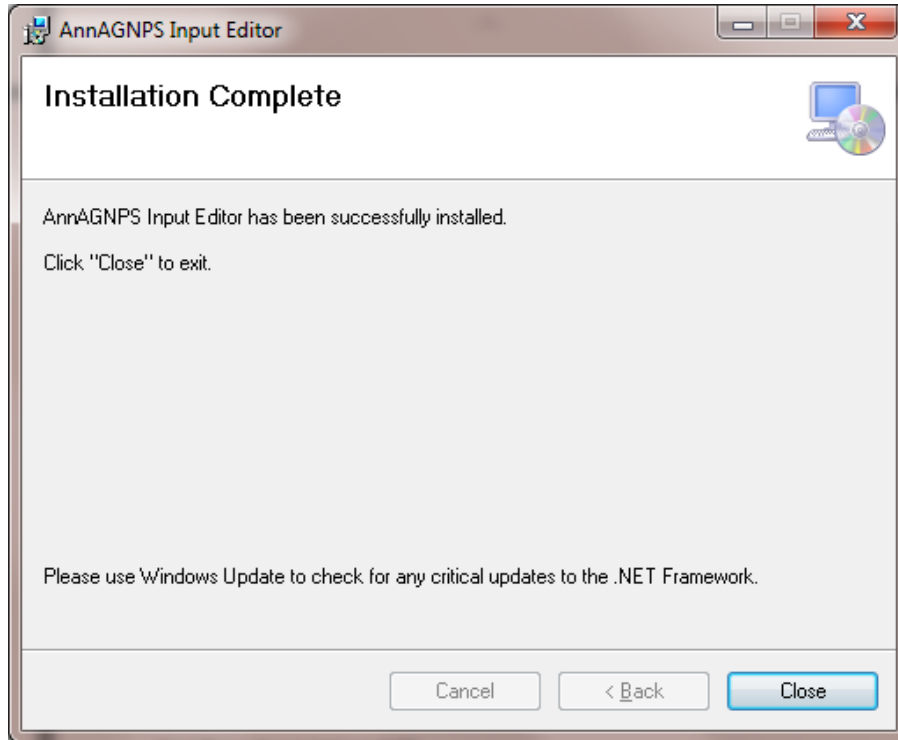 AnnAGNPS Input Editor
Installation Complete
AnnAGNPS Input Editor has been successfully installed.
Click "Close" to exit.
Please use Windows Update to check for any critical updates to the .NET Framework.
Cancel
< Back
Close